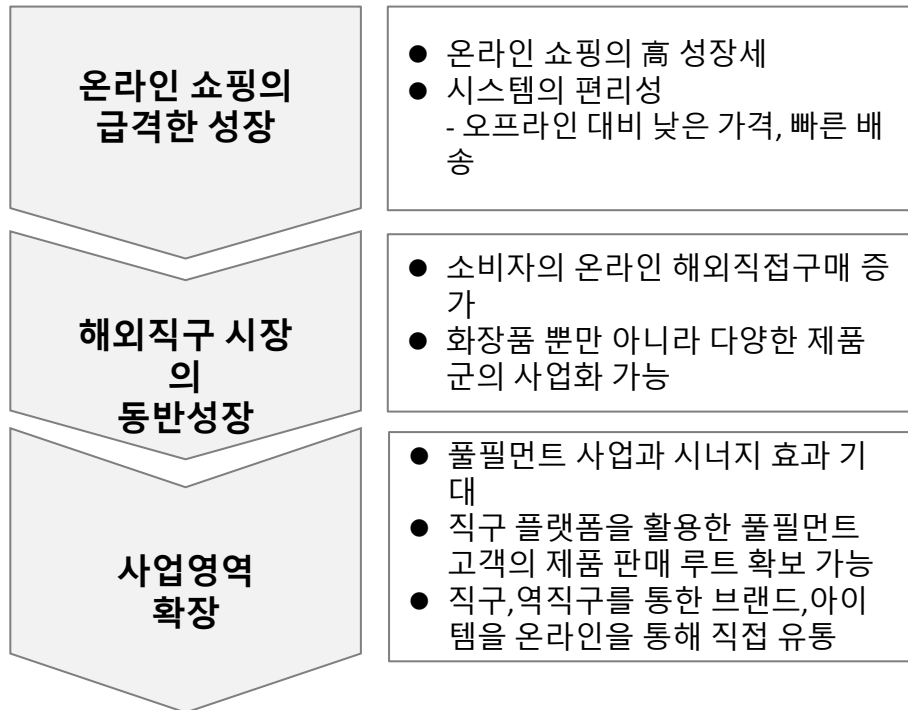 온라인 쇼핑의
급격한 성장
● 온라인 쇼핑의 高 성장세
● 시스템의 편리성
- 오프라인 대비 낮은 가격, 빠른 배
송
해외직구 시장
의
동반성장
● 소비자의 온라인 해외직접구매 증
가
● 화장품 뿐만 아니라 다양한 제품
군의 사업화 가능
사업영역
확장
● 풀필먼트 사업과 시너지 효과 기
대
● 직구 플랫폼을 활용한 풀필먼트
고객의 제품 판매 루트 확보 가능
● 직구,역직구를 통한 브랜드,아이
템을 온라인을 통해 직접 유통